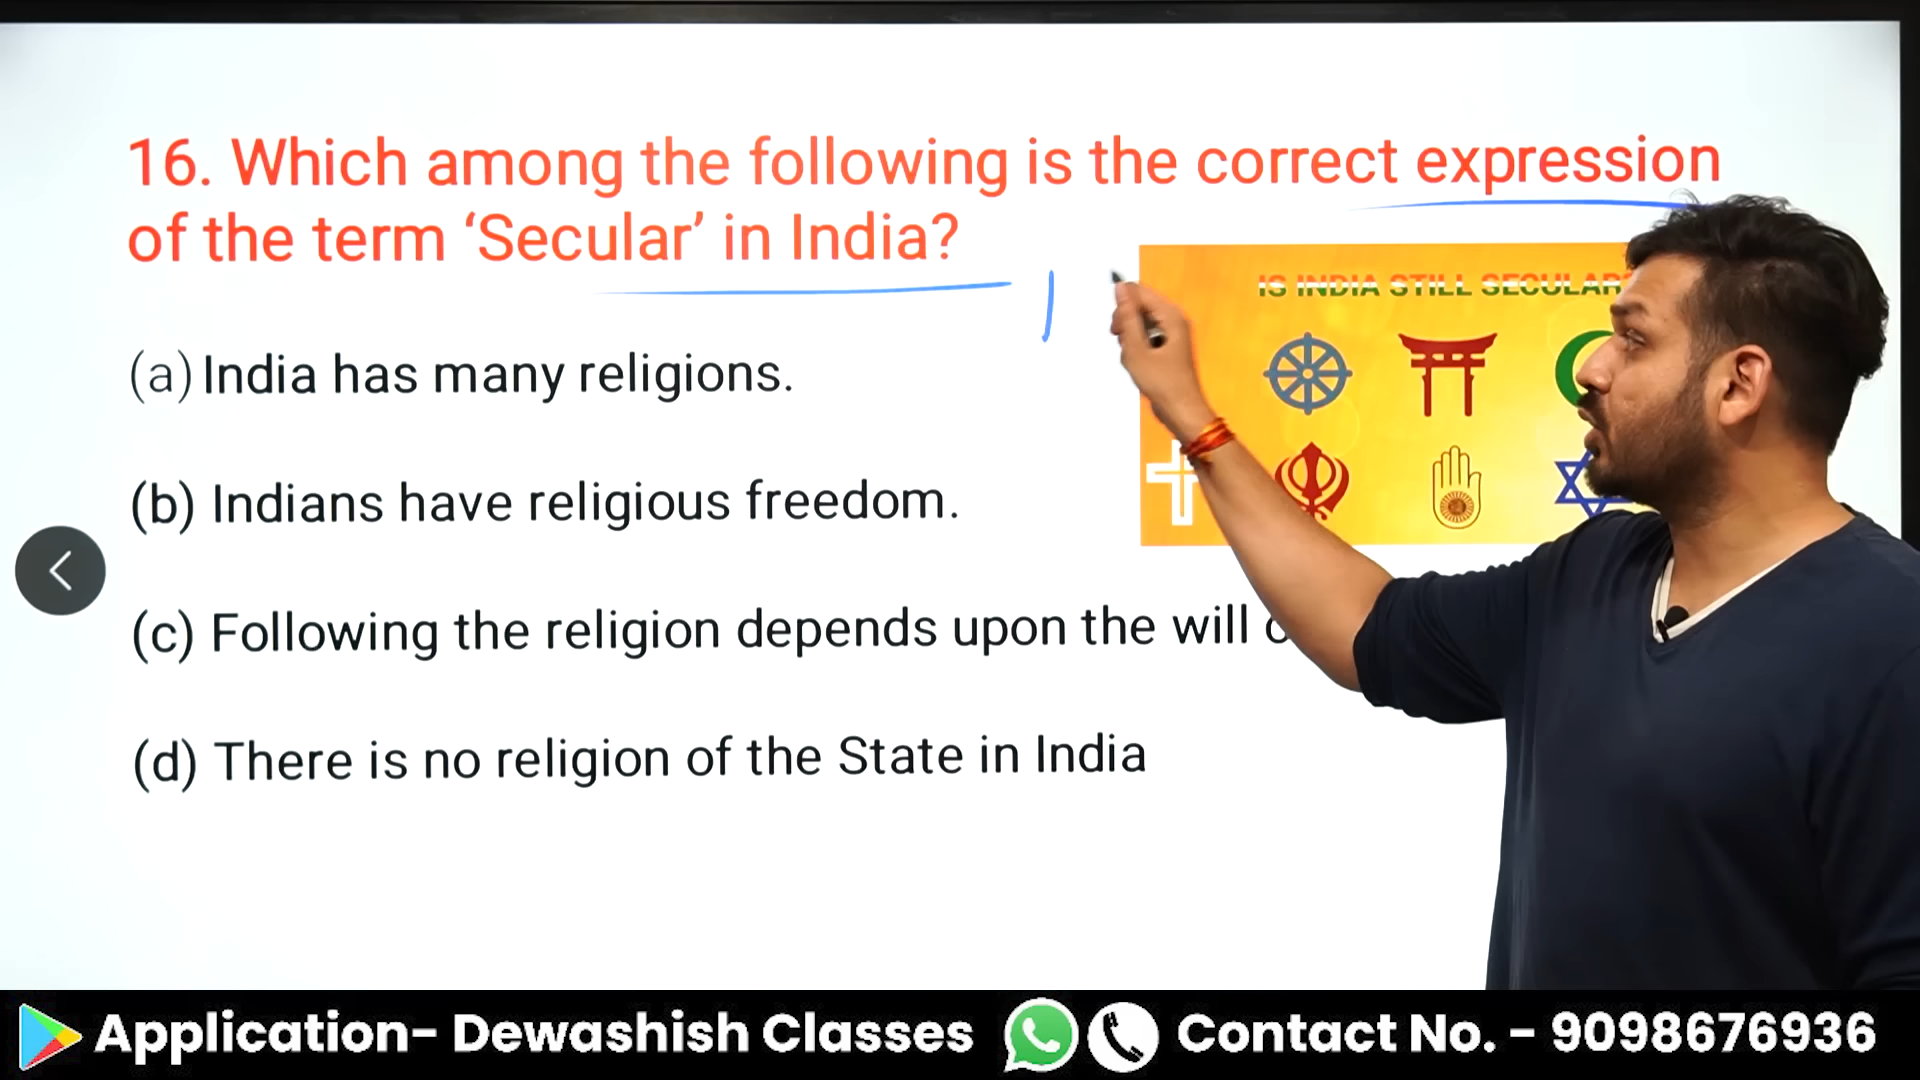 16. Which among the following is the correct expression
of the term ‘Secular’ in India?
IS INDIA STILL SECULAR
(a) India has many religions.
(b) Indians have religious freedom.
(c) Following the religion depends upon the will
(d) There is no religion of the State in India
Application- Dewashish Classes Contact No. - 9098676936